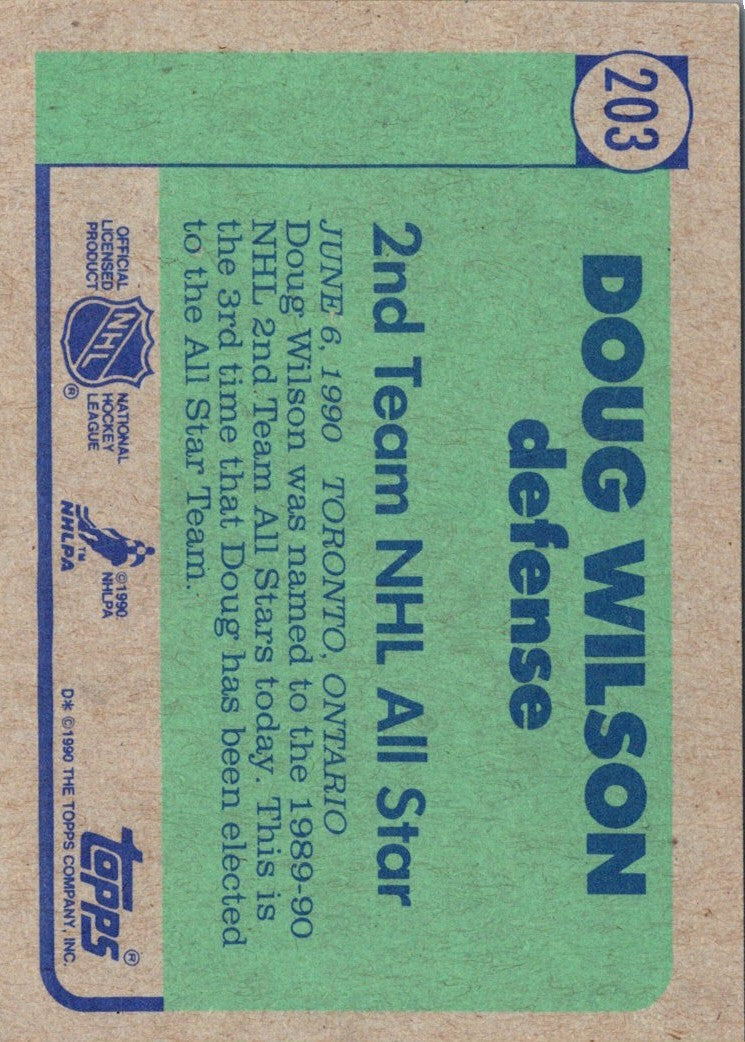 203
DOUG WILSON
defense
2nd Team NHL All Star
JUNE 6, 1990 TORONTO, ONTARIO
Doug Wilson was named to the 1989-90
NHL 2nd Team All Stars today. This is
the 3rd time that Doug has been elected
to the All Star Team.
OFFICIAL
LICENSED
PRODUCT
NHL
®
NATIONAL
HOCKEY
LEAGUE
©1990
NHLPA
™
NHLPA
topps®
D* ©1990 THE TOPPS COMPANY, INC.